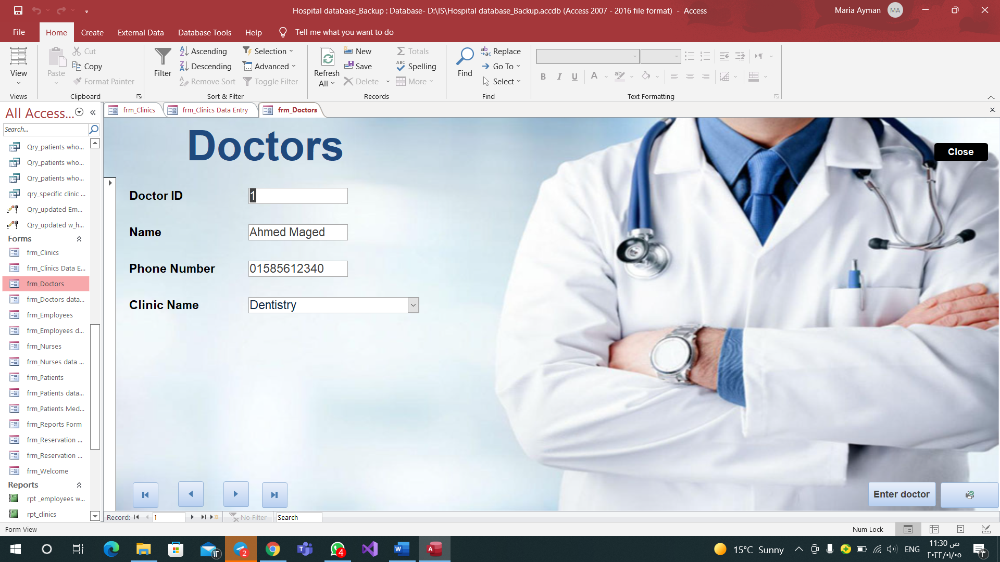 Hospital database_Backup : Database- D:\IS\Hospital database_Backup.accdb (Access 2007 - 2016 file format)  -  Access
Maria Ayman
MA
File
Home
Create
External Data
Database Tools
Help
Tell me what you want to do
View
Views
Paste
Cut
Copy
Format Painter
Clipboard
Filter
Ascending
Descending
Remove Sort
Selection
Advanced
Toggle Filter
Sort & Filter
Refresh
All
New
Save
Delete
Totals
Spelling
More
Records
Find
Replace
Go To
Select
Find
B I U A
Text Formatting
All Access...
Search...
Qry_patients who...
Qry_patients who...
Qry_patients who...
qry_specific clinic ...
Qry_updated Em...
Qry_updated w_h...
Forms
frm_Clinics
frm_Clinics Data E...
frm_Doctors
frm_Doctors data...
frm_Employees
frm_Employees d...
frm_Nurses
frm_Nurses data ...
frm_Patients
frm_Patients data...
frm_Patients Med...
frm_Reports Form
frm_Reservation ...
frm_Reservation ...
frm_Welcome
Reports
rpt _employees w...
rpt_clinics
frm_Clinics
frm_Clinics Data Entry
frm_Doctors
Doctors
Close
Doctor ID
1
Name
Ahmed Maged
Phone Number
01585612340
Clinic Name
Dentistry
Enter doctor
Record:
1
No Filter
Search
Form View
Num Lock
١٣
2
4
15°C Sunny
ENG
11:30 ص
٢٠٢٢/٠١/٠٥
٣